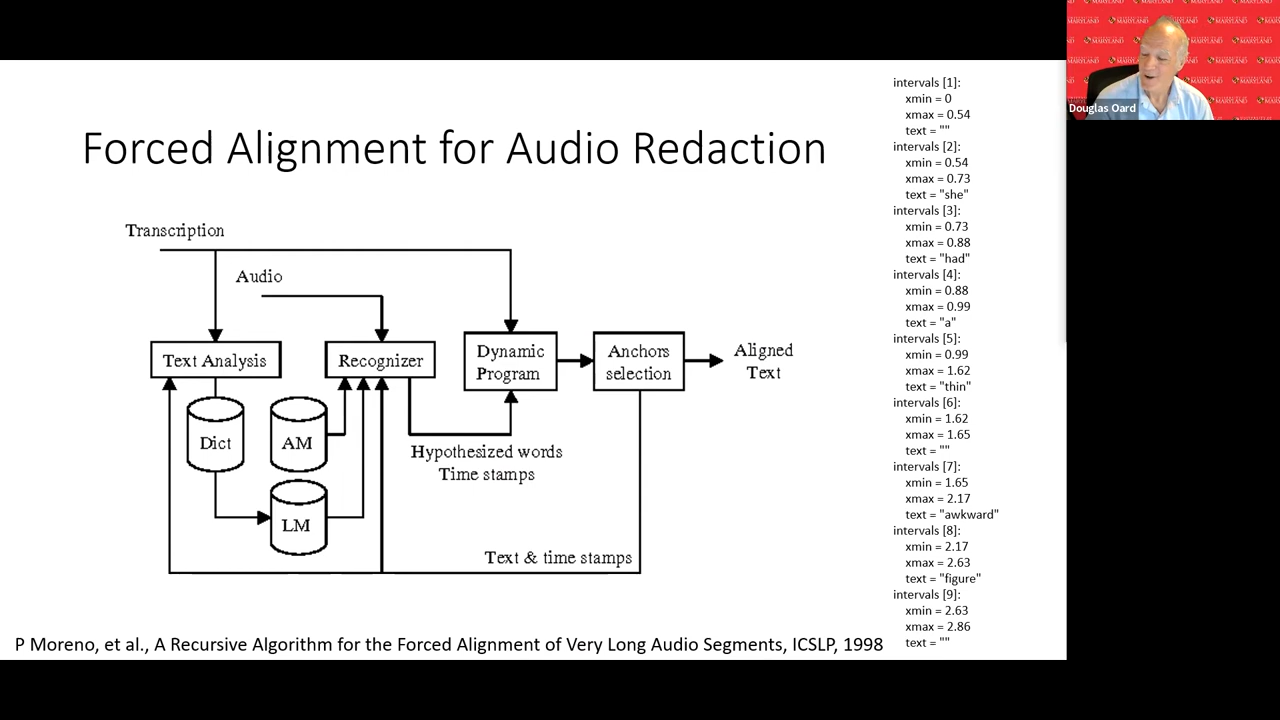 Forced Alignment for Audio Redaction
Transcription
Audio
Text Analysis
Recognizer
Dynamic
Program
Anchors
selection
Aligned
Text
Dict
AM
LM
Hypothesized words
Time stamps
Text & time stamps
P Moreno, et al., A Recursive Algorithm for the Forced Alignment of Very Long Audio Segments, ICSLP, 1998
intervals [1]:
xmin = 0
xmax = 0.54
text = ""
intervals [2]:
xmin = 0.54
xmax = 0.73
text = "she"
intervals [3]:
xmin = 0.73
xmax = 0.88
text = "had"
intervals [4]:
xmin = 0.88
xmax = 0.99
text = "a"
intervals [5]:
xmin = 0.99
xmax = 1.62
text = "thin"
intervals [6]:
xmin = 1.62
xmax = 1.65
text = ""
intervals [7]:
xmin = 1.65
xmax = 2.17
text = "awkward"
intervals [8]:
xmin = 2.17
xmax = 2.63
text = "figure"
intervals [9]:
xmin = 2.63
xmax = 2.86
text = ""
MARYLAND
Douglas Oard